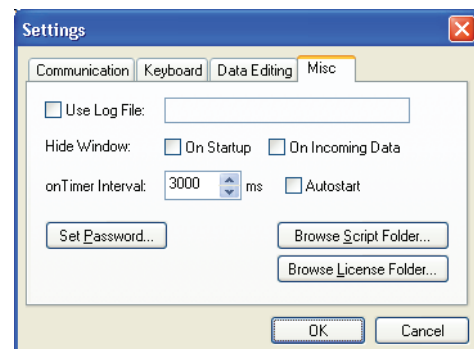 Settings
Communication Keyboard Data Editing Misc
Use Log File:
Hide Window: On Startup On Incoming Data
onTimer Interval: 3000 ms Autostart
Set Password... Browse Script Folder...
Browse License Folder...
OK Cancel